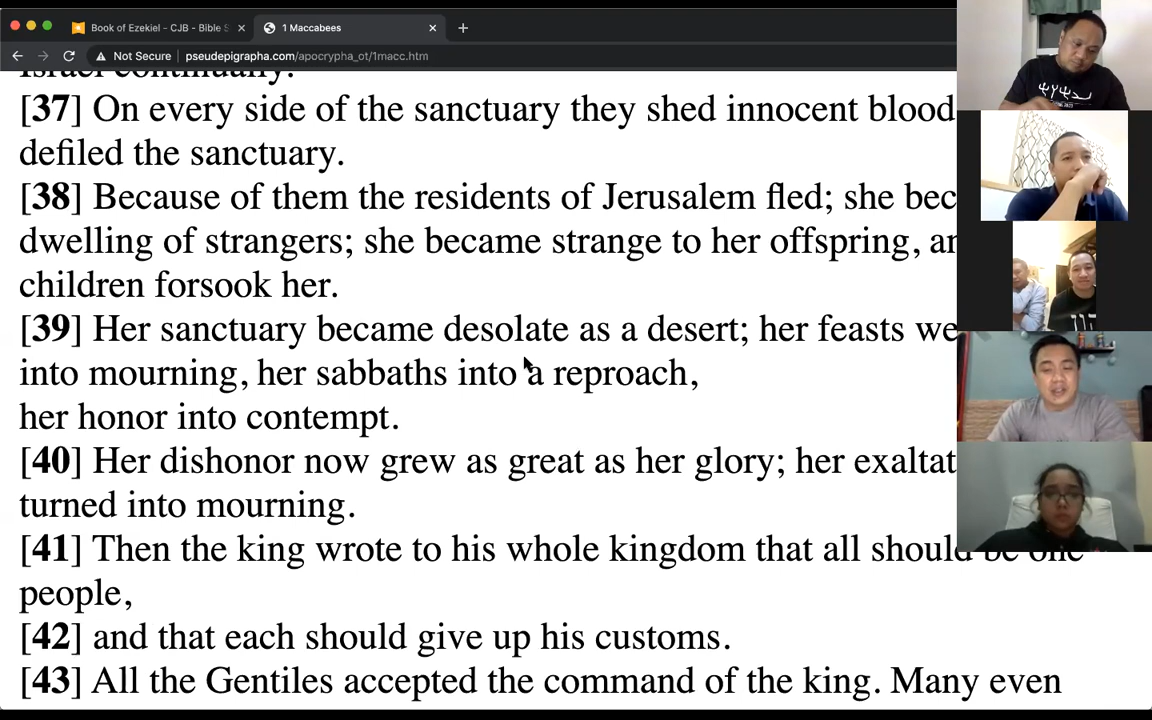 Book of Ezekiel - CJB - Bible
1 Maccabees
Not Secure
pseudepigrapha.com/apocrypha_ot/1macc.htm
Israel continually.
[37] On every side of the sanctuary they shed innocent blood
defiled the sanctuary.
[38] Because of them the residents of Jerusalem fled; she bec
dwelling of strangers; she became strange to her offspring, an
children forsook her.
[39] Her sanctuary became desolate as a desert; her feasts we
into mourning, her sabbaths into a reproach,
her honor into contempt.
[40] Her dishonor now grew as great as her glory; her exaltat
turned into mourning.
[41] Then the king wrote to his whole kingdom that all should be one
people,
[42] and that each should give up his customs.
[43] All the Gentiles accepted the command of the king. Many even